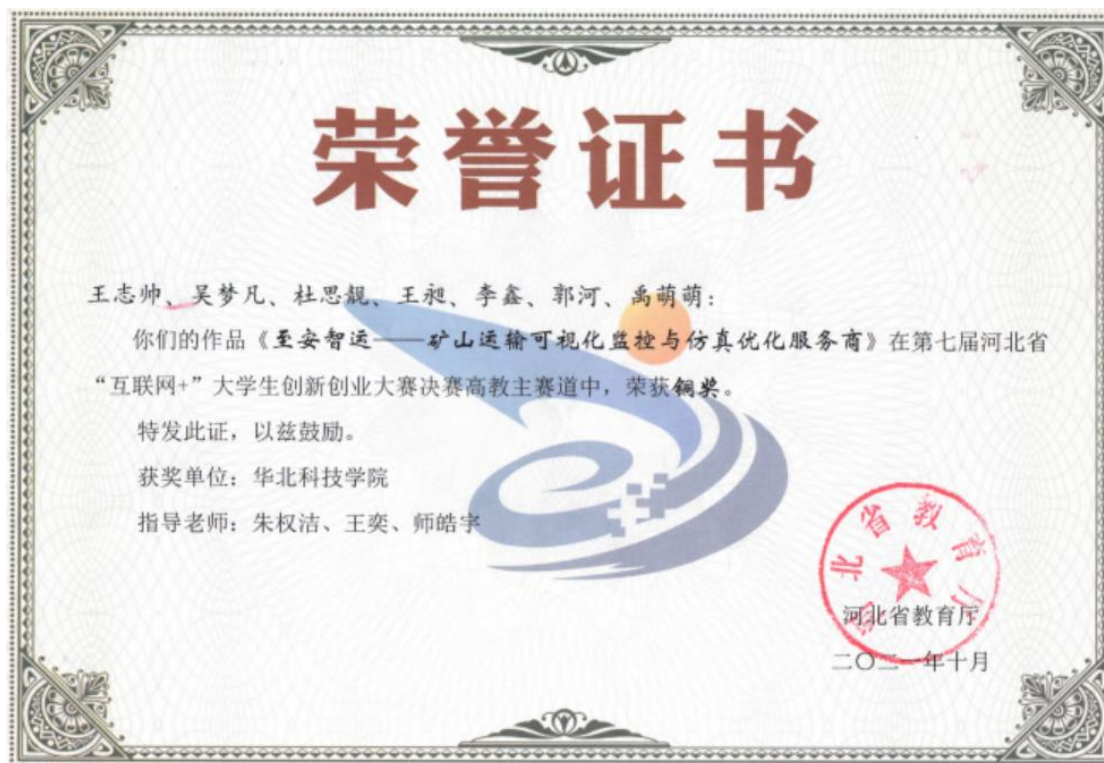 荣誉证书
王志帅、吴梦凡、杜思靓、王昶、李鑫、郭河、禹萌萌：
你们的作品《至安智运——矿山运输可视化监控与仿真优化服务商》在第七届河北省
“互联网+”大学生创新创业大赛决赛高教主赛道中，荣获铜奖。
特发此证，以兹鼓励。
获奖单位：华北科技学院
指导老师：朱权洁、王奕、师皓宇
河北省教育厅
河北省教育厅
二〇二一年十月